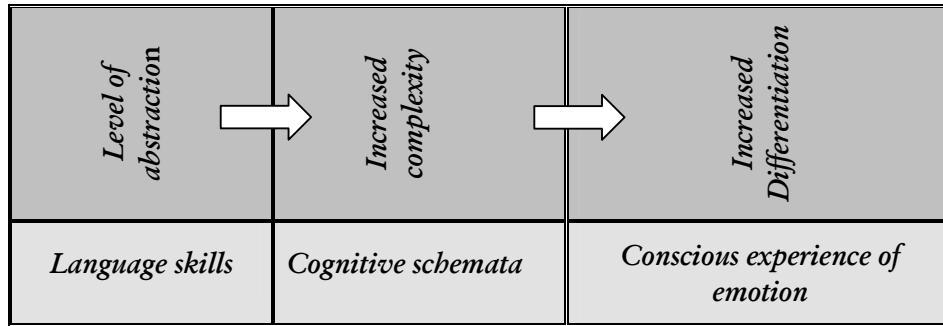 Level of
abstraction
Increased
complexity
Increased
Differentiation
Language skills
Cognitive schemata
Conscious experience of
emotion